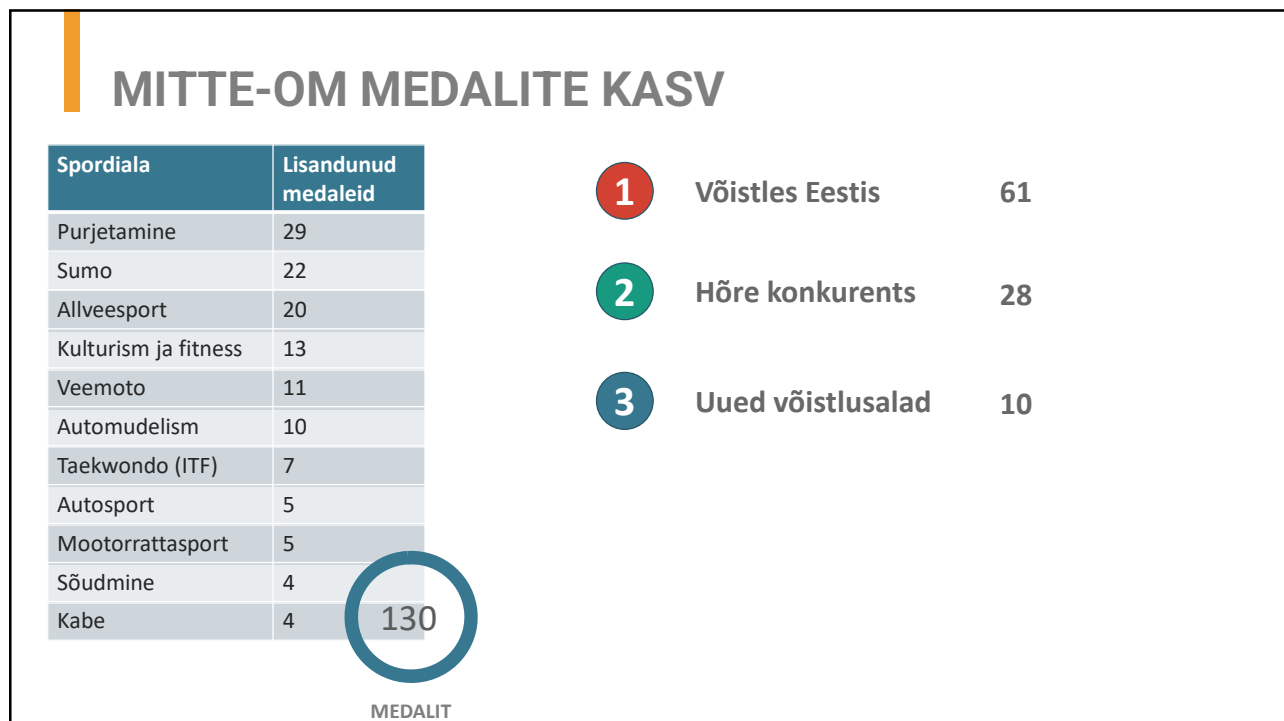 MITTE-OM MEDALITE KASV
Spordiala Lisandunud
medaleid
Purjetamine 29
Sumo 22
Allveesport 20
Kulturism ja fitness 13
Veemoto 11
Automudelism 10
Taekwondo (ITF) 7
Autosport 5
Mootorrattasport 5
Sõudmine 4
Kabe 4
130
MEDALIT
1 Võistles Eestis 61
2 Hõre konkurents 28
3 Uued võistlusalad 10